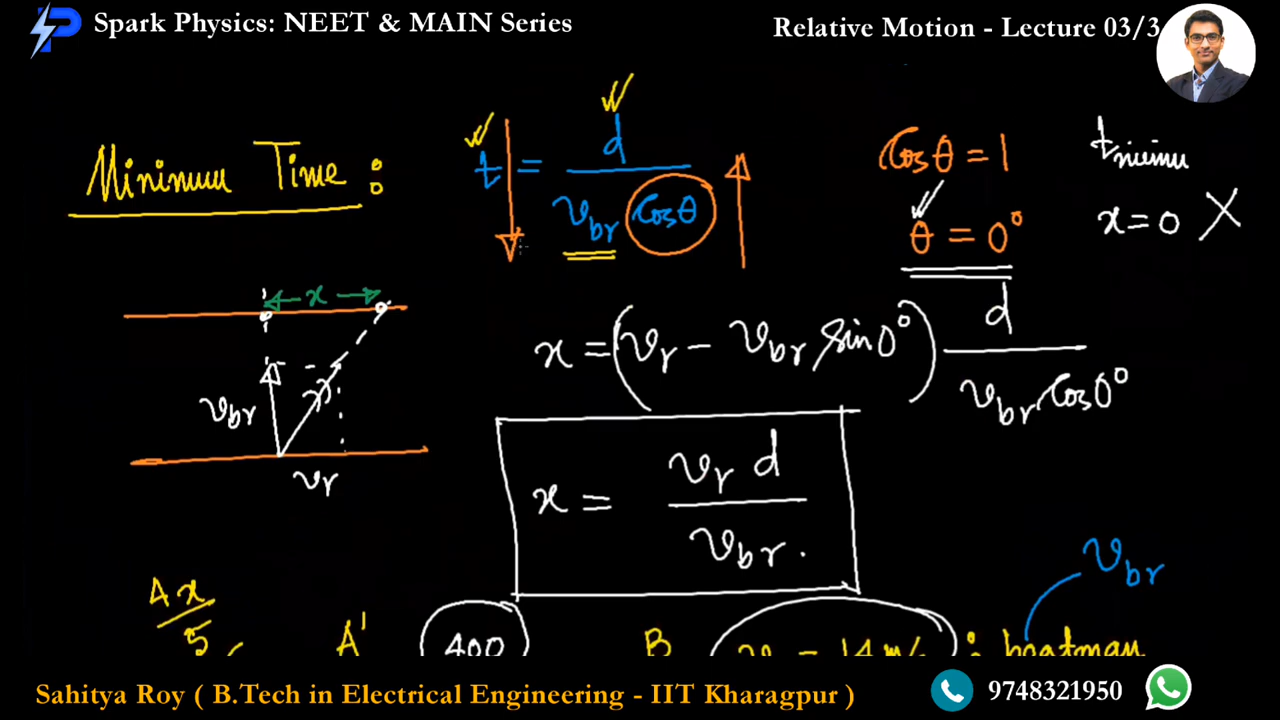 Spark Physics: NEET & MAIN Series
Relative Motion - Lecture 03/3
Minimum Time :
t = d / (v_br Cosθ)
Cosθ = 1
θ = 0°
x = 0
x
v_br
v_r
x = (v_r - v_br Sin0°) d / (v_br Cos0°)
x = v_r d / v_br .
v_br
4x / 5
A'
400
B
boatman
Sahitya Roy ( B.Tech in Electrical Engineering - IIT Kharagpur )
9748321950